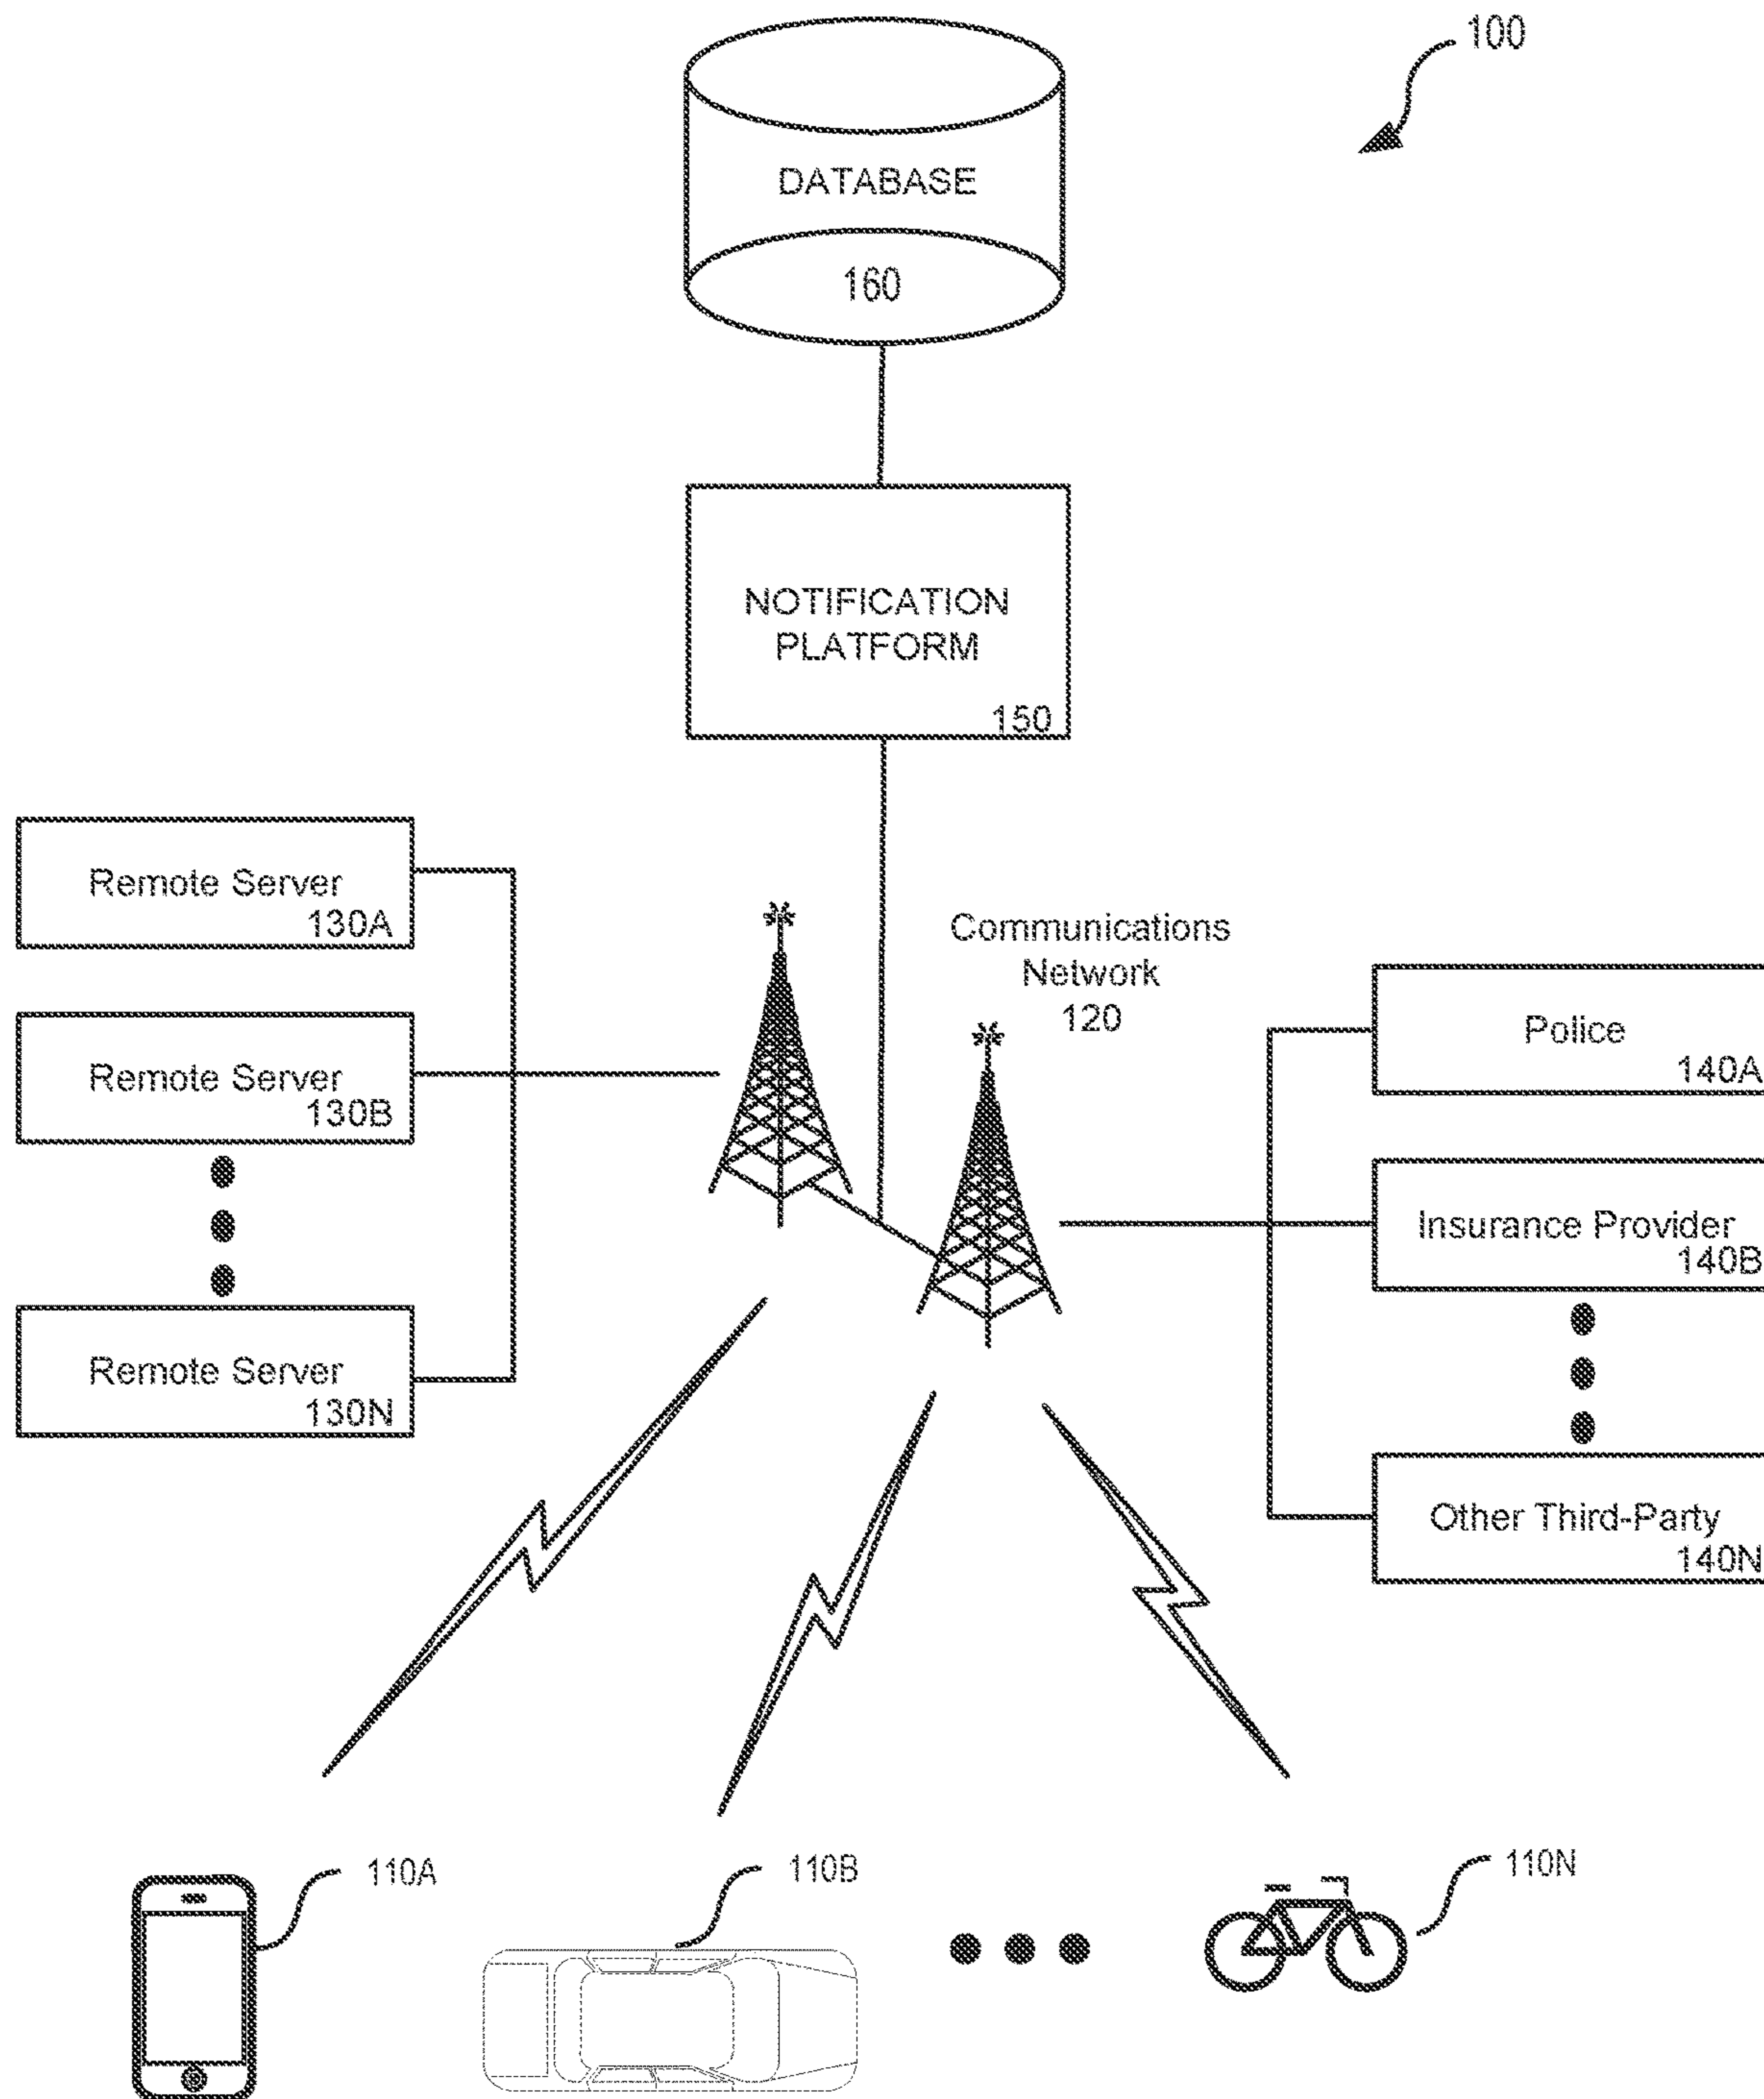 100
DATABASE
160
NOTIFICATION
PLATFORM
150
Remote Server
130A
Remote Server
130B
Remote Server
130N
Communications
Network
120
Police
140A
Insurance Provider
140B
Other Third-Party
140N
110A
110B
110N